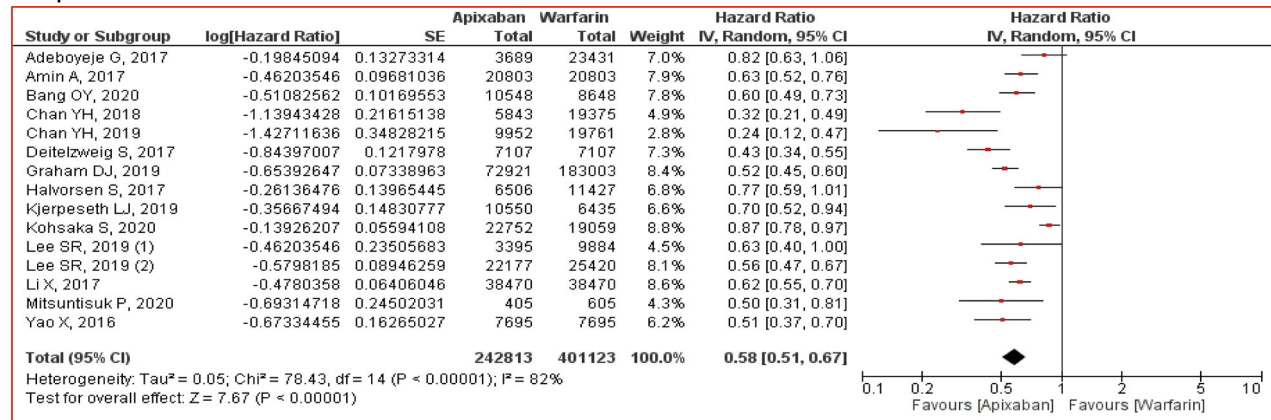 Apixaban Warfarin Hazard Ratio Hazard Ratio
Study or Subgroup log[Hazard Ratio] SE Total Total Weight IV, Random, 95% CI IV, Random, 95% CI
Adeboyeje G, 2017 -0.19845094 0.13273314 3689 23431 7.0% 0.82 [0.63, 1.06]
Amin A, 2017 -0.46203546 0.09681036 20803 20803 7.9% 0.63 [0.52, 0.76]
Bang OY, 2020 -0.51082562 0.10169553 10548 8648 7.8% 0.60 [0.49, 0.73]
Chan YH, 2018 -1.13943428 0.21615138 5843 19375 4.9% 0.32 [0.21, 0.49]
Chan YH, 2019 -1.42711636 0.34828215 9952 19761 2.8% 0.24 [0.12, 0.47]
Deitelzweig S, 2017 -0.84397007 0.1217978 7107 7107 7.3% 0.43 [0.34, 0.55]
Graham DJ, 2019 -0.65392647 0.07338963 72921 183003 8.4% 0.52 [0.45, 0.60]
Halvorsen S, 2017 -0.26136476 0.13965445 6506 11427 6.8% 0.77 [0.59, 1.01]
Kjerpeseth LJ, 2019 -0.35667494 0.14830777 10550 6435 6.6% 0.70 [0.52, 0.94]
Kohsaka S, 2020 -0.13926207 0.05594108 22752 19059 8.8% 0.87 [0.78, 0.97]
Lee SR, 2019 (1) -0.46203546 0.23505683 3395 9884 4.5% 0.63 [0.40, 1.00]
Lee SR, 2019 (2) -0.5798185 0.08946259 22177 25420 8.1% 0.56 [0.47, 0.67]
Li X, 2017 -0.4780358 0.06406046 38470 38470 8.6% 0.62 [0.55, 0.70]
Mitsuntisuk P, 2020 -0.69314718 0.24502031 405 605 4.3% 0.50 [0.31, 0.81]
Yao X, 2016 -0.67334455 0.16265027 7695 7695 6.2% 0.51 [0.37, 0.70]
Total (95% CI) 242813 401123 100.0% 0.58 [0.51, 0.67]
Heterogeneity: Tau² = 0.05; Chi² = 78.43, df = 14 (P < 0.00001); I² = 82%
Test for overall effect: Z = 7.67 (P < 0.00001)
0.1 0.2 0.5 1 2 5 10
Favours [Apixaban] Favours [Warfarin]